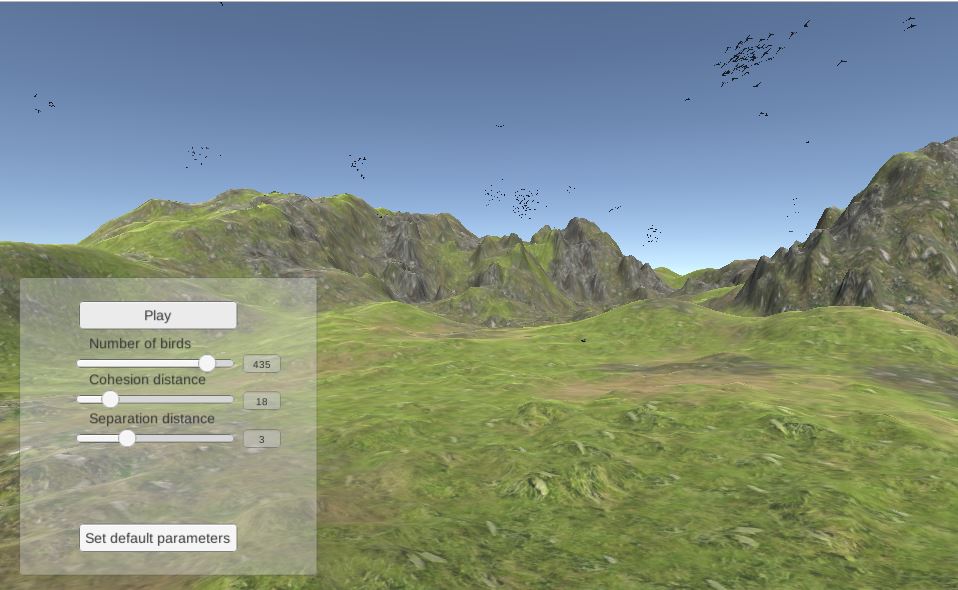 Play
Number of birds
435
Cohesion distance
18
Separation distance
3
Set default parameters